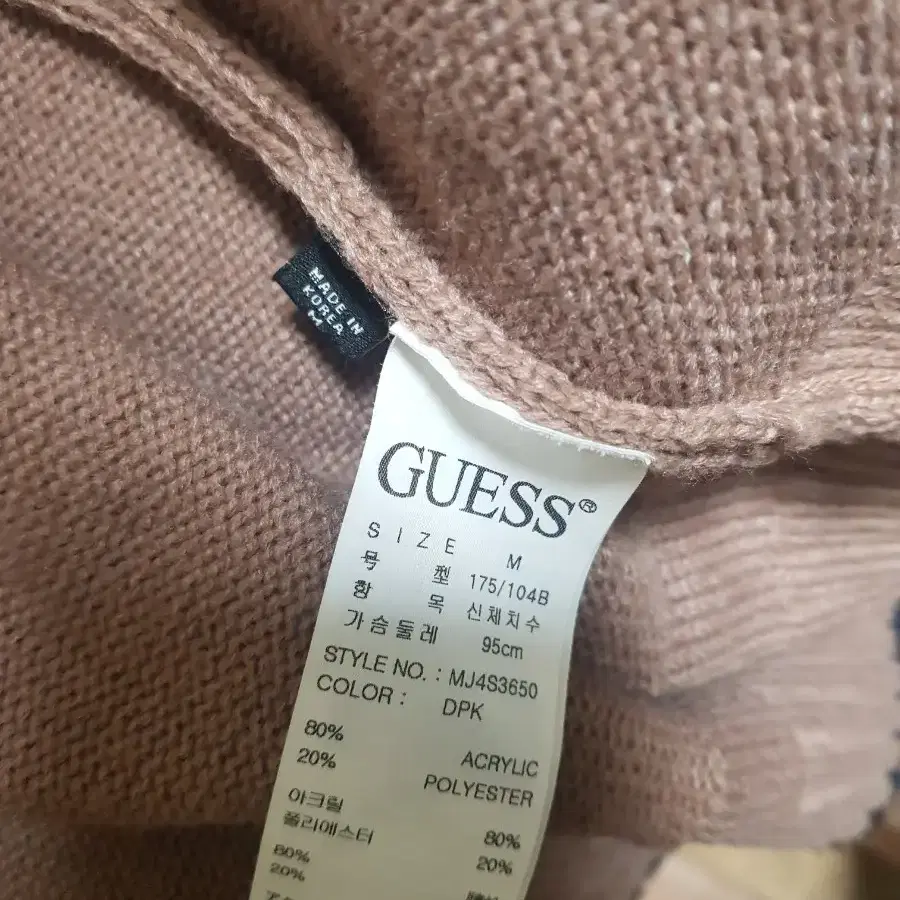 MADE IN
KOREA
M
GUESS®
SIZE M
号型 175/104B
항목 신체치수
가슴둘레 95cm
STYLE NO. : MJ4S3650
COLOR : DPK
80% ACRYLIC
20% POLYESTER
아크릴 80%
폴리에스터 20%
80%
20%